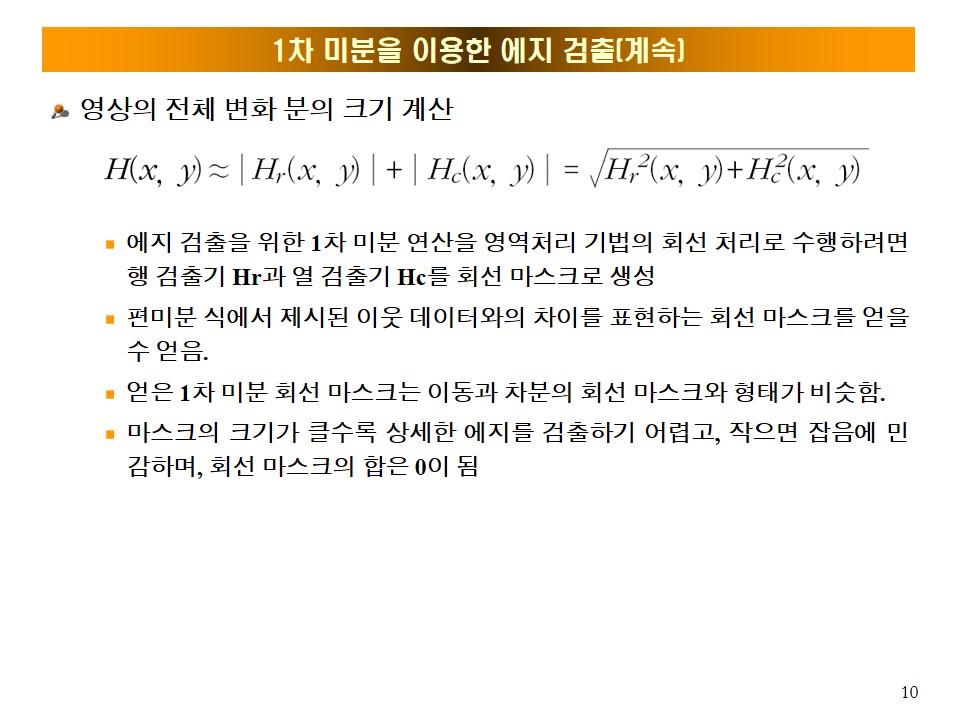 1차 미분을 이용한 에지 검출(계속)
영상의 전체 변화 분의 크기 계산
H(x, y)≈|Hr(x, y)|+|Hc(x, y)| = √Hr²(x, y)+Hc²(x, y)
에지 검출을 위한 1차 미분 연산을 영역처리 기법의 회선 처리로 수행하려면
행 검출기 Hr과 열 검출기 Hc를 회선 마스크로 생성
편미분 식에서 제시된 이웃 데이터와의 차이를 표현하는 회선 마스크를 얻을
수 얻음.
얻은 1차 미분 회선 마스크는 이동과 차분의 회선 마스크와 형태가 비슷함.
마스크의 크기가 클수록 상세한 에지를 검출하기 어렵고, 작으면 잡음에 민
감하며, 회선 마스크의 합은 0이 됨
10